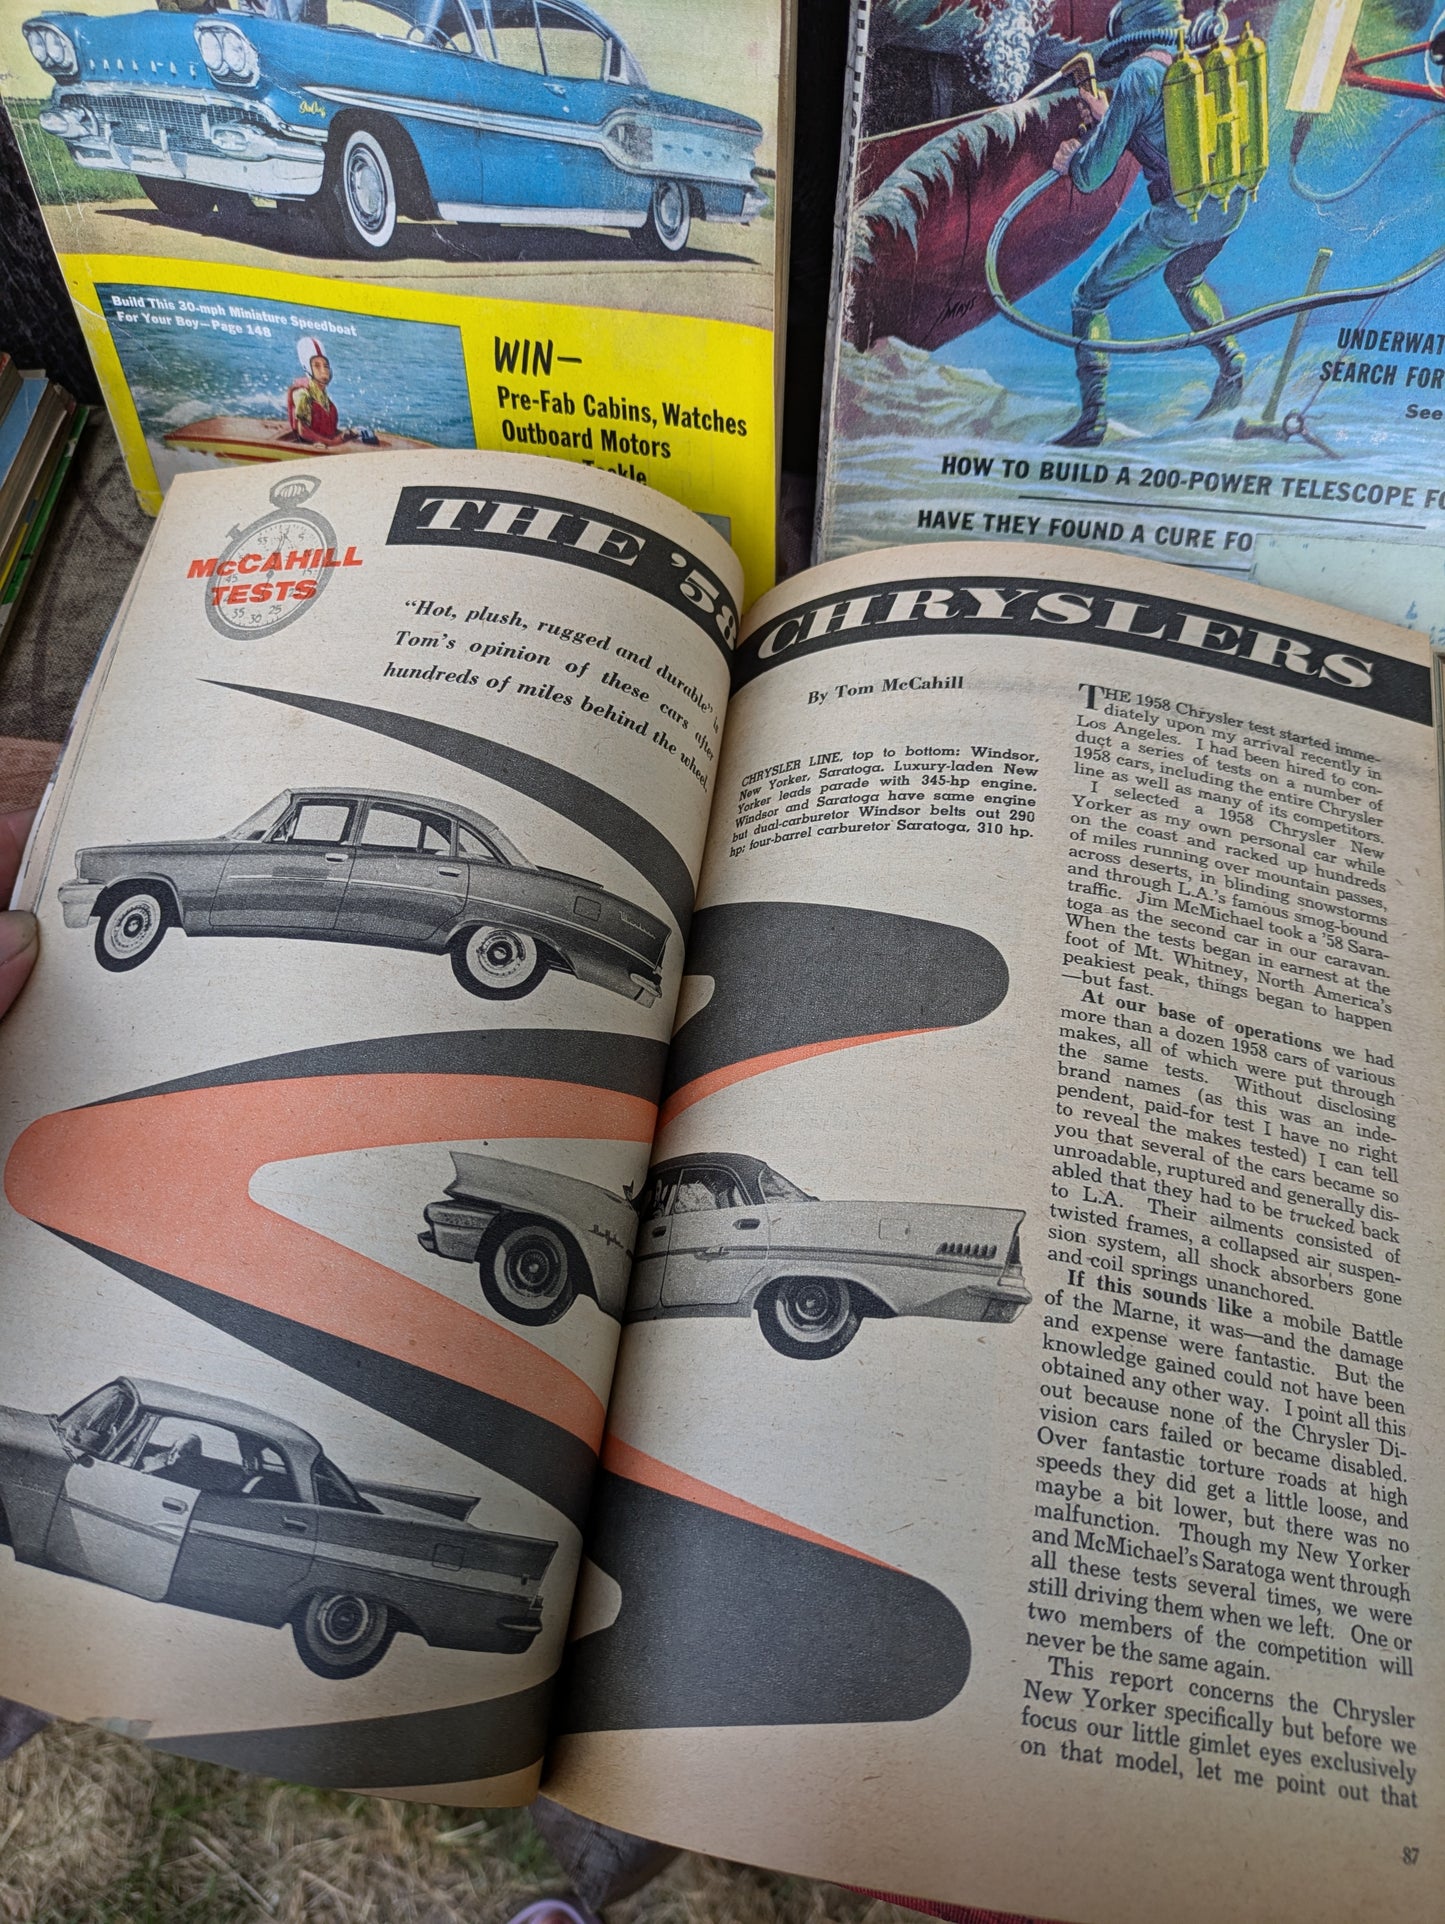 PONTIAC
Build This 30-mph Miniature Speedboat
For Your Boy—Page 148
WIN—
Pre-Fab Cabins, Watches
Outboard Motors
MAYS
UNDERWAT
SEARCH FOR
See
HOW TO BUILD A 200-POWER TELESCOPE FO
HAVE THEY FOUND A CURE FO
McCAHILL
TESTS
THE '58
CHRYSLERS
"Hot, plush, rugged and durable" is
Tom's opinion of these cars after
hundreds of miles behind the wheel.
By Tom McCahill
CHRYSLER LINE, top to bottom: Windsor,
New Yorker, Saratoga. Luxury-laden New
Yorker leads parade with 345-hp engine.
Windsor and Saratoga have same engine
but dual-carburetor Windsor belts out 290
hp; four-barrel carburetor Saratoga, 310 hp.
THE 1958 Chrysler test started imme-
diately upon my arrival recently in
Los Angeles. I had been hired to con-
duct a series of tests on a number of
1958 cars, including the entire Chrysler
line as well as many of its competitors.
I selected a 1958 Chrysler New
Yorker as my own personal car while
on the coast and racked up hundreds
of miles running over mountain passes,
across deserts, in blinding snowstorms
and through L.A.'s famous smog-bound
traffic. Jim McMichael took a '58 Sara-
toga as the second car in our caravan.
When the tests began in earnest at the
foot of Mt. Whitney, North America's
peakiest peak, things began to happen
—but fast.
At our base of operations we had
more than a dozen 1958 cars of various
makes, all of which were put through
the same tests. Without disclosing
brand names (as this was an inde-
pendent, paid-for test I have no right
to reveal the makes tested) I can tell
you that several of the cars became so
unroadable, ruptured and generally dis-
abled that they had to be trucked back
to L.A. Their ailments consisted of
twisted frames, a collapsed air suspen-
sion system, all shock absorbers gone
and coil springs unanchored.
If this sounds like a mobile Battle
of the Marne, it was—and the damage
and expense were fantastic. But the
knowledge gained could not have been
obtained any other way. I point all this
out because none of the Chrysler Di-
vision cars failed or became disabled.
Over fantastic torture roads at high
speeds they did get a little loose, and
maybe a bit lower, but there was no
malfunction. Though my New Yorker
and McMichael's Saratoga went through
all these tests several times, we were
still driving them when we left. One or
two members of the competition will
never be the same again.
This report concerns the Chrysler
New Yorker specifically but before we
focus our little gimlet eyes exclusively
on that model, let me point out that
87